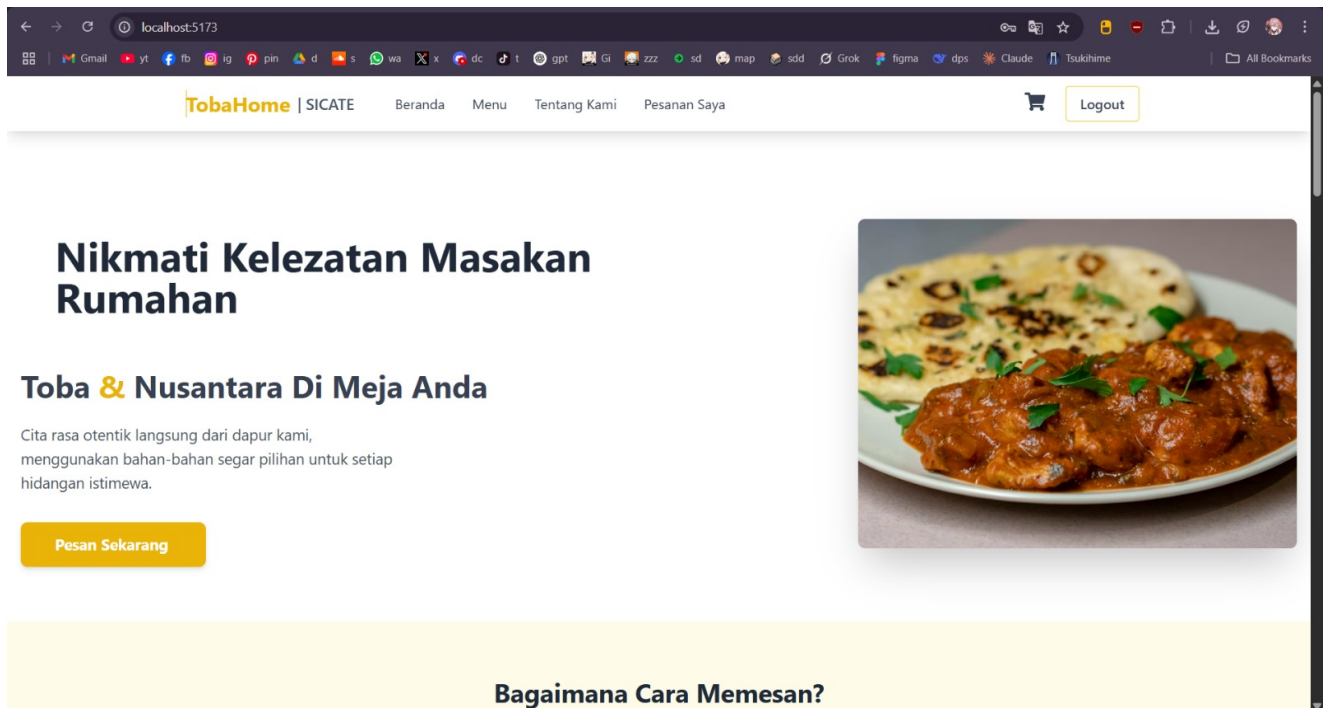 localhost:5173
Gmail yt fb ig pin d s wa x dc t gpt Gi zzz sd map sdd Grok figma dps Claude Tsukihime All Bookmarks
TobaHome | SICATE Beranda Menu Tentang Kami Pesanan Saya Logout
Nikmati Kelezatan Masakan
Rumahan
Toba & Nusantara Di Meja Anda
Cita rasa otentik langsung dari dapur kami,
menggunakan bahan-bahan segar pilihan untuk setiap
hidangan istimewa.
Pesan Sekarang
Bagaimana Cara Memesan?